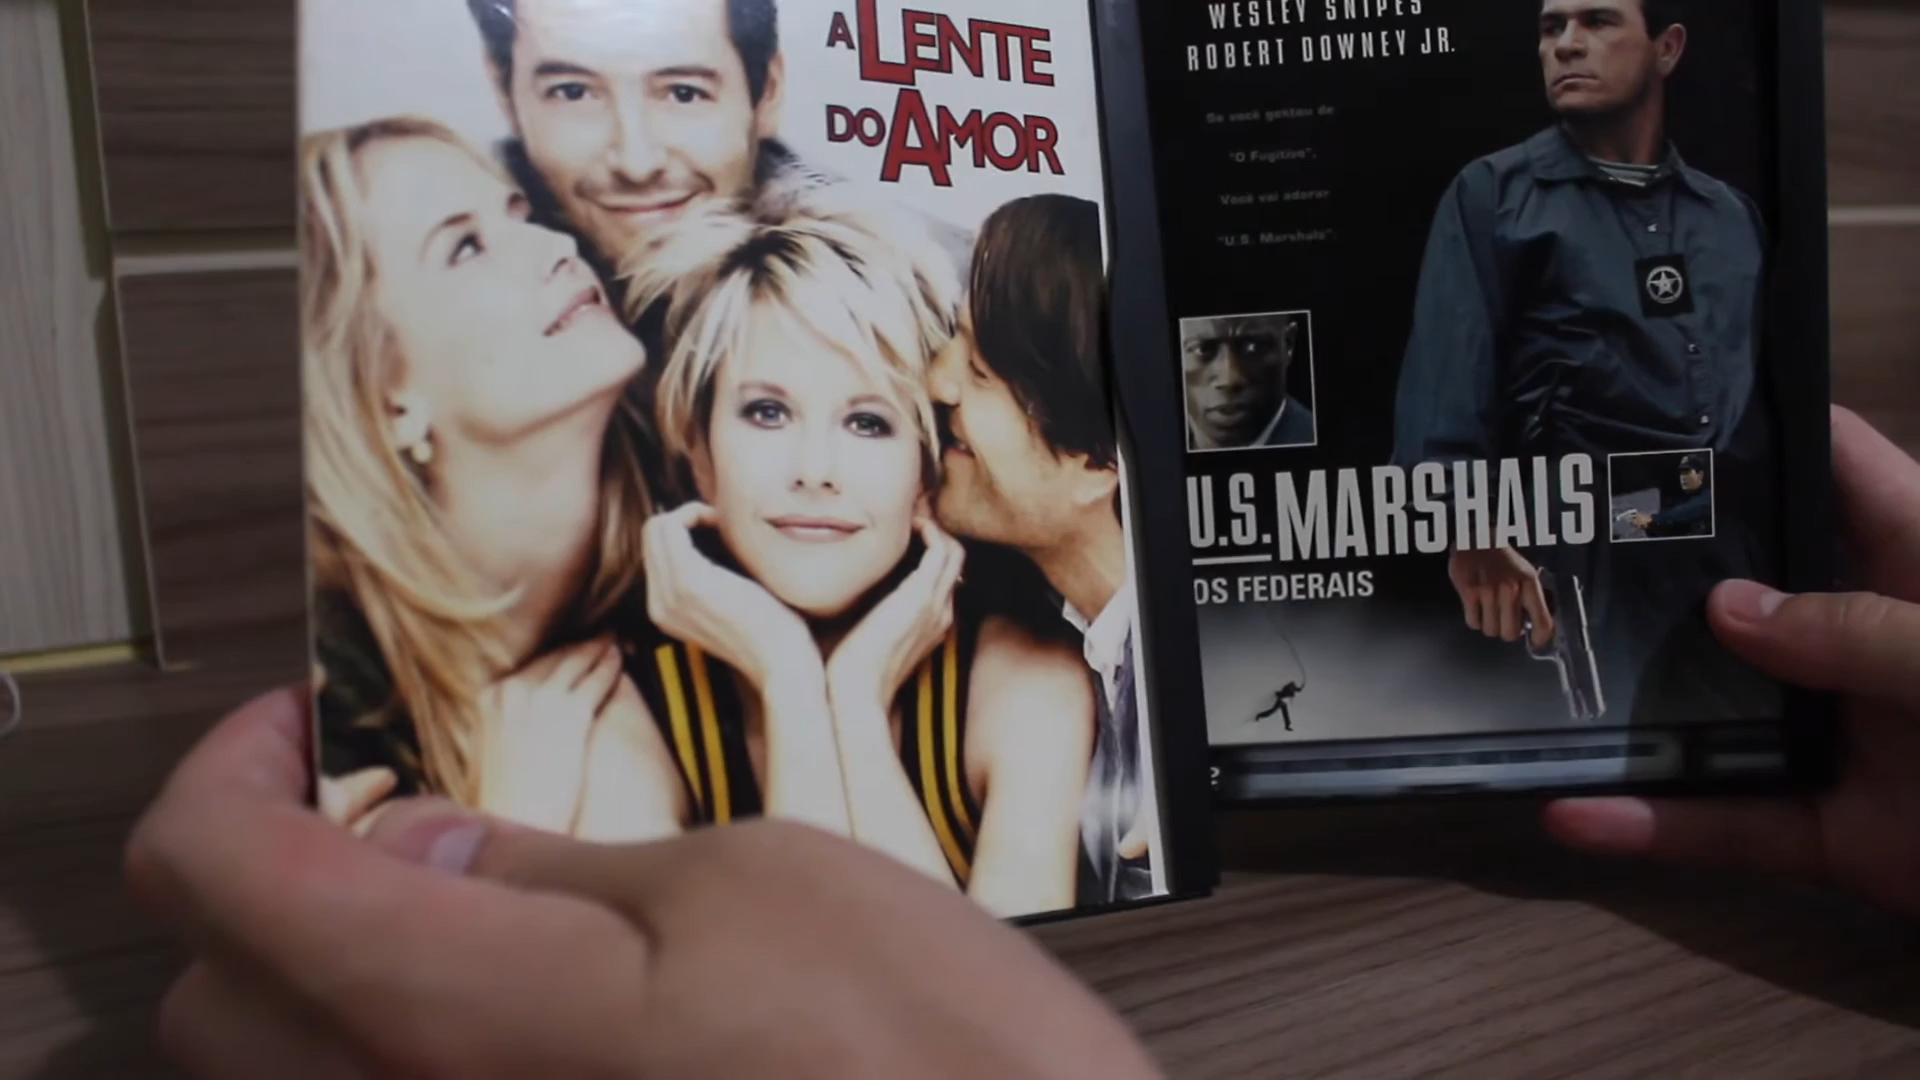 A LENTE
DO AMOR
WESLEY SNIPES
ROBERT DOWNEY JR.
Se você gostou de
"O Fugitivo",
Você vai adorar
"U.S. Marshals".
U.S. MARSHALS
OS FEDERAIS